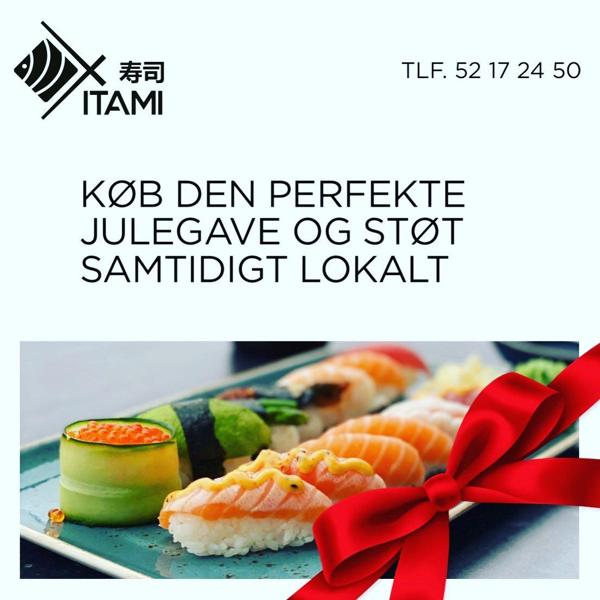 寿司
ITAMI
TLF. 52 17 24 50
KØB DEN PERFEKTE
JULEGAVE OG STØT
SAMTIDIGT LOKALT